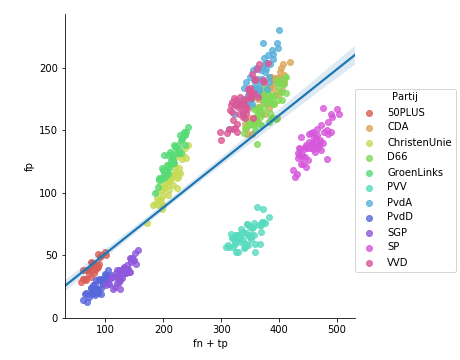 fp
200
150
100
50
0
100
200
300
400
500
fn + tp
Partij
50PLUS
CDA
ChristenUnie
D66
GroenLinks
PVV
PvdA
PvdD
SGP
SP
VVD